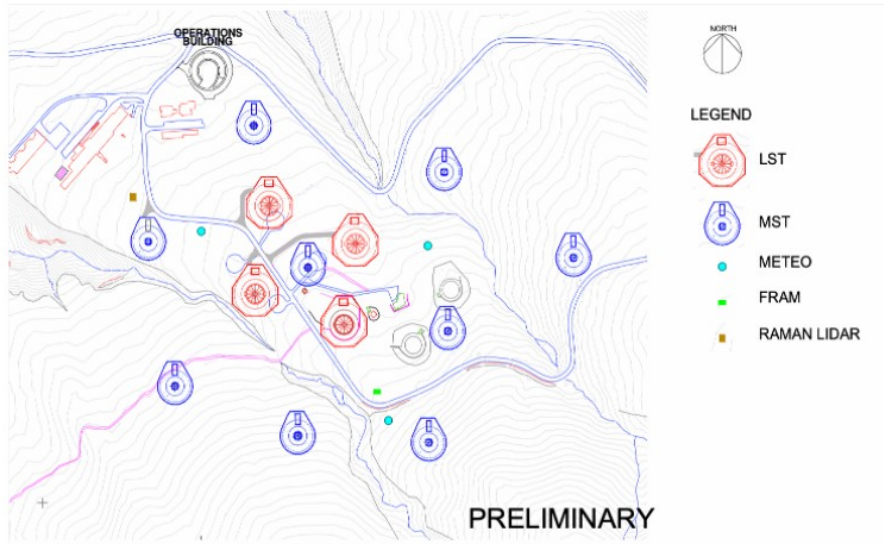 OPERATIONS
BUILDING
NORTH
LEGEND
LST
MST
METEO
FRAM
RAMAN LIDAR
PRELIMINARY